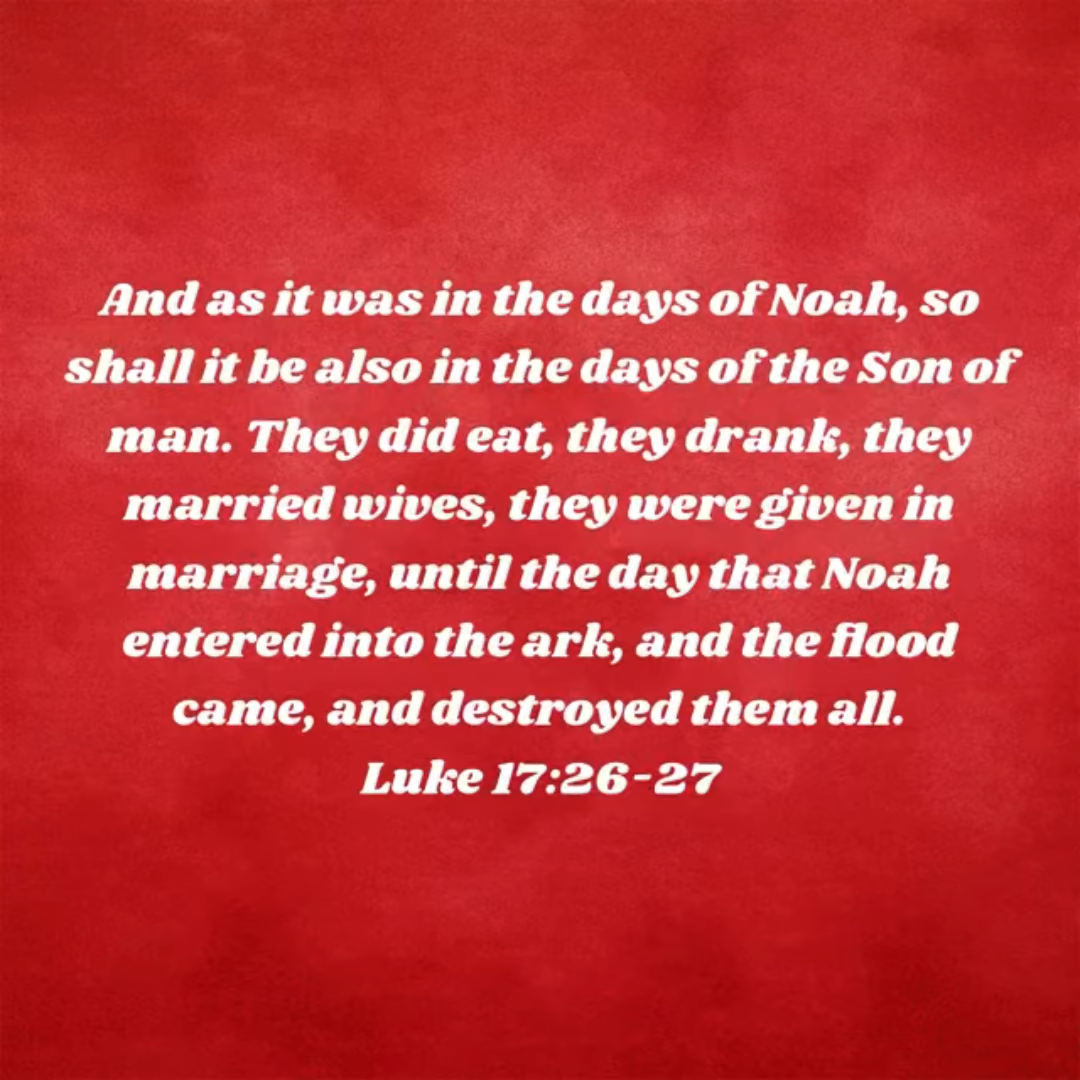 And as it was in the days of Noah, so
shall it be also in the days of the Son of
man. They did eat, they drank, they
married wives, they were given in
marriage, until the day that Noah
entered into the ark, and the flood
came, and destroyed them all.
Luke 17:26-27